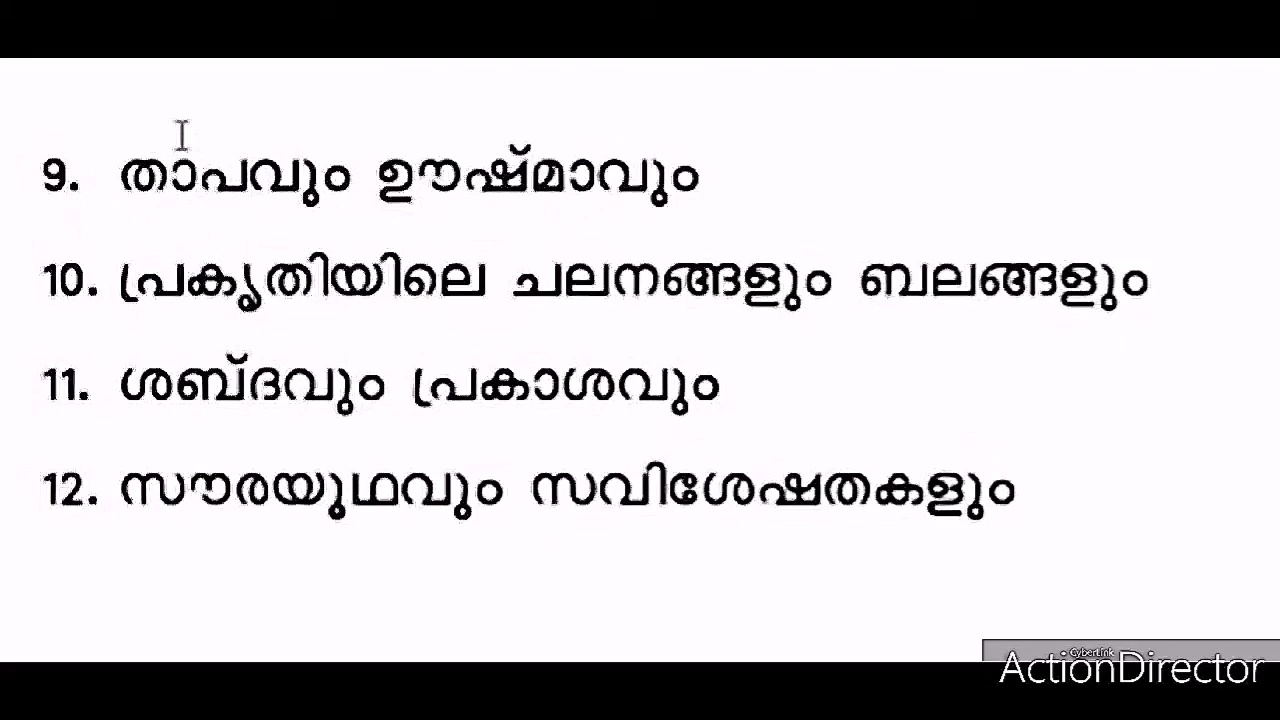 9. താപവും ഊഷ്മാവും
10. പ്രകൃതിയിലെ ചലനങ്ങളും ബലങ്ങളും
11. ശബ്ദവും പ്രകാശവും
12. സൗരയുഥവും സവിശേഷതകളും
CyberLink
ActionDirector